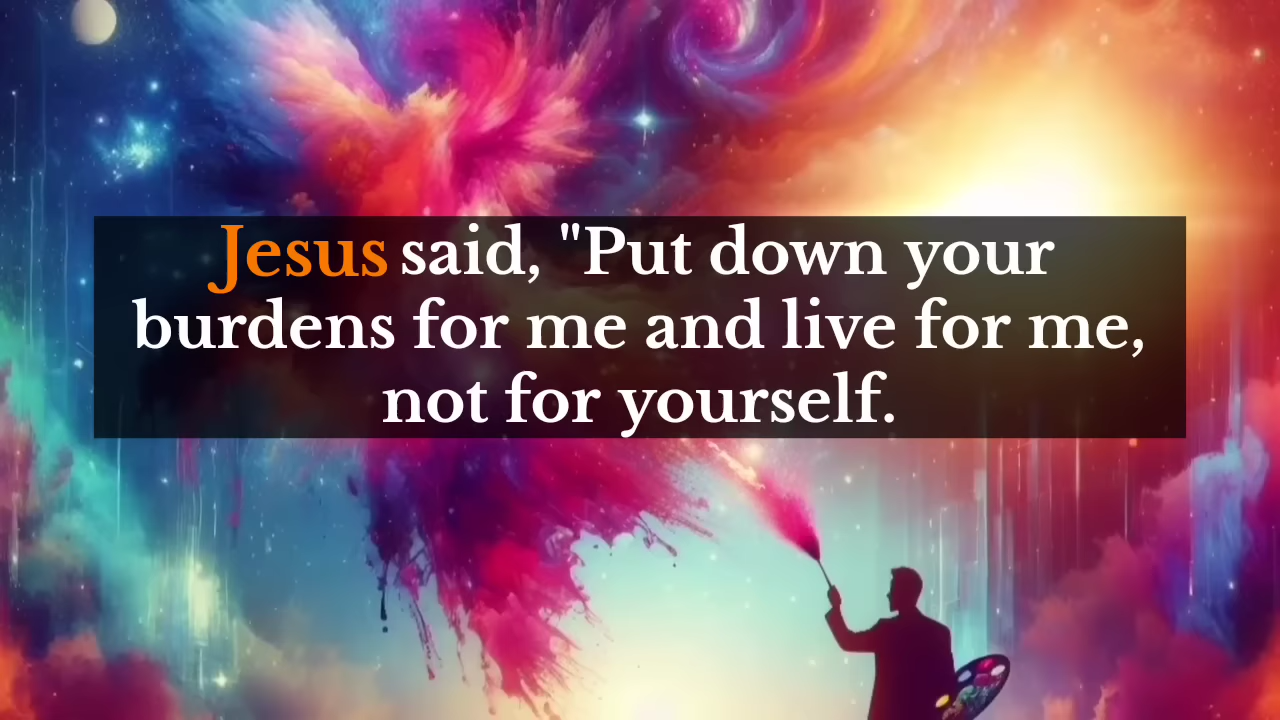 Jesus said, "Put down your
burdens for me and live for me,
not for yourself.